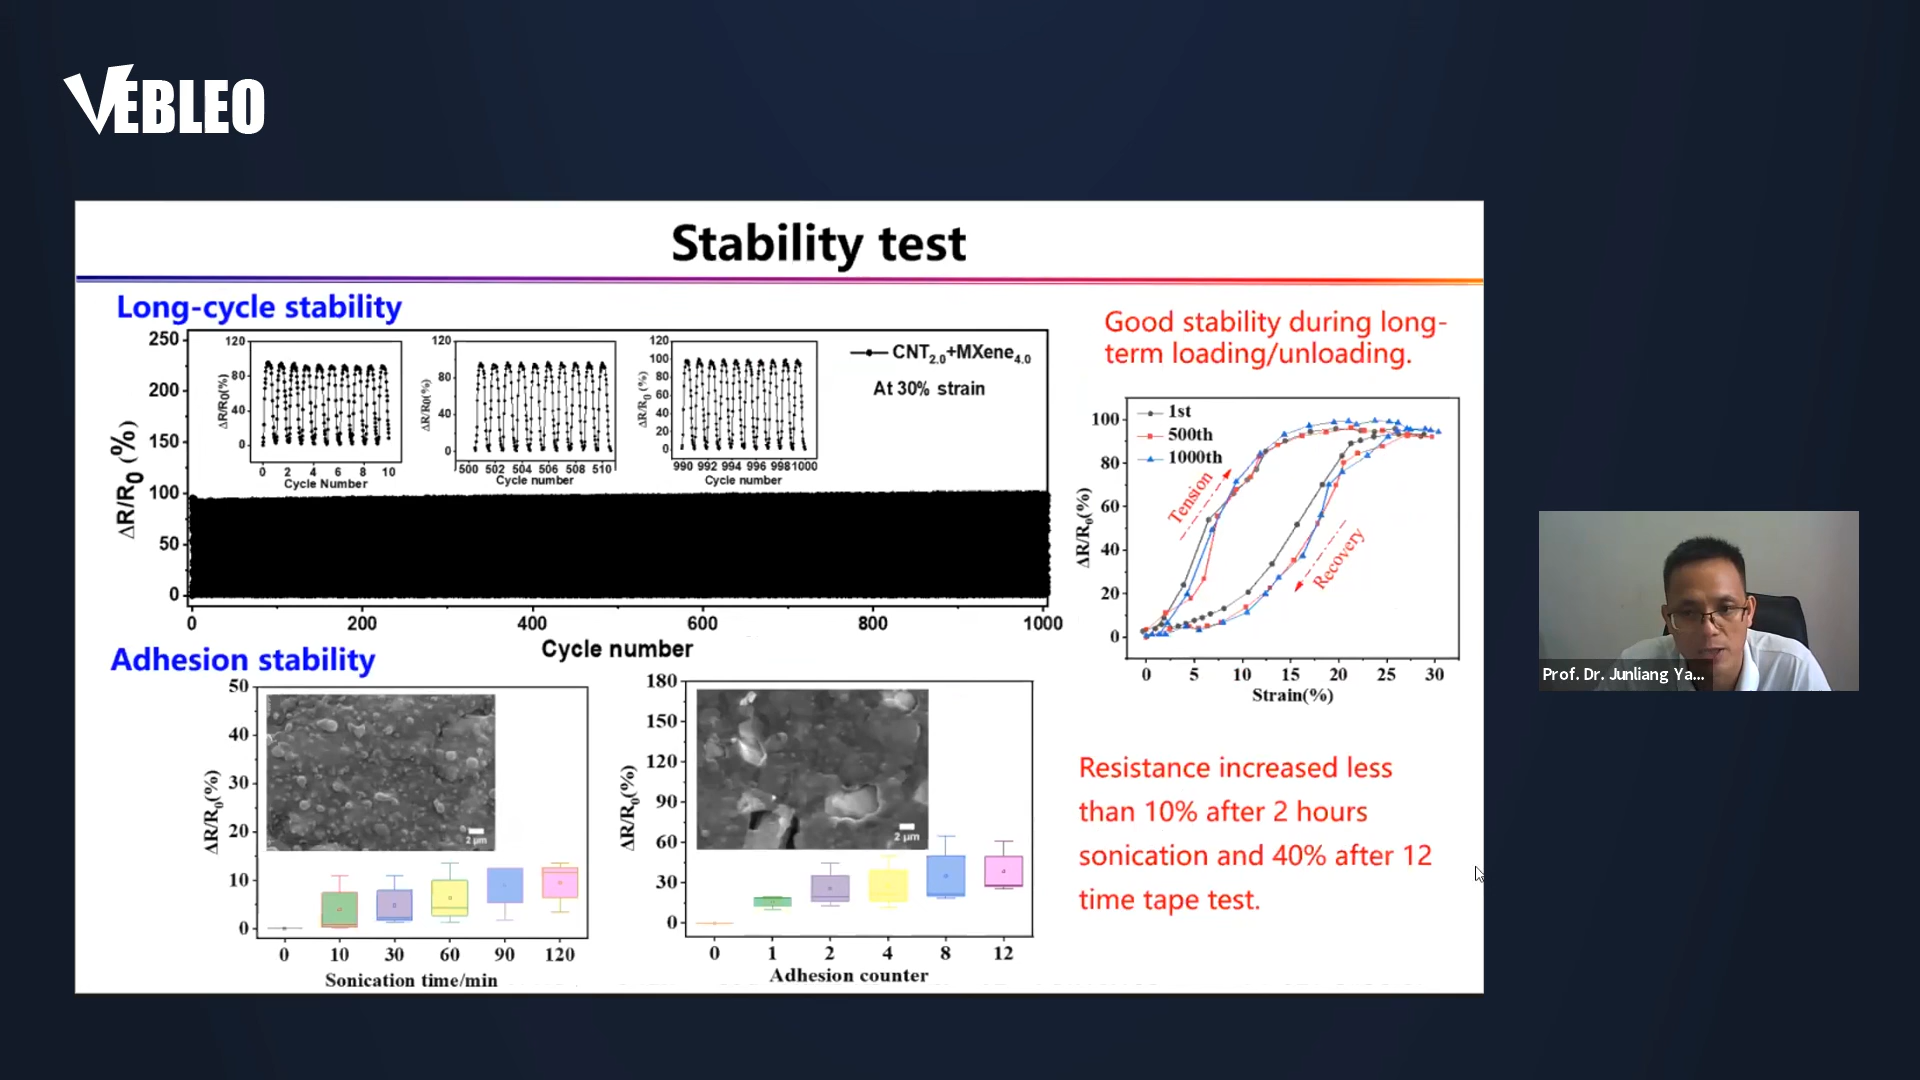 VEBLEO
Stability test
Long-cycle stability
250
200
150
100
50
0
ΔR/R0 (%)
0
200
400
600
800
1000
Cycle number
120
80
40
0
ΔR/R0(%)
0 2 4 6 8 10
Cycle Number
120
80
40
0
ΔR/R0(%)
500 502 504 506 508 510
Cycle number
120
100
80
60
40
20
0
ΔR/R0 (%)
990 992 994 996 998 1000
Cycle number
CNT2.0+MXene4.0
At 30% strain
Good stability during long-
term loading/unloading.
100
80
60
40
20
0
ΔR/R0(%)
1st
500th
1000th
Tension
Recovery
0 5 10 15 20 25 30
Strain(%)
Adhesion stability
50
40
30
20
10
0
ΔR/R0(%)
2 μm
0 10 30 60 90 120
Sonication time/min
180
150
120
90
60
30
0
ΔR/R0(%)
2 μm
0 1 2 4 8 12
Adhesion counter
Resistance increased less
than 10% after 2 hours
sonication and 40% after 12
time tape test.
Prof. Dr. Junliang Ya...